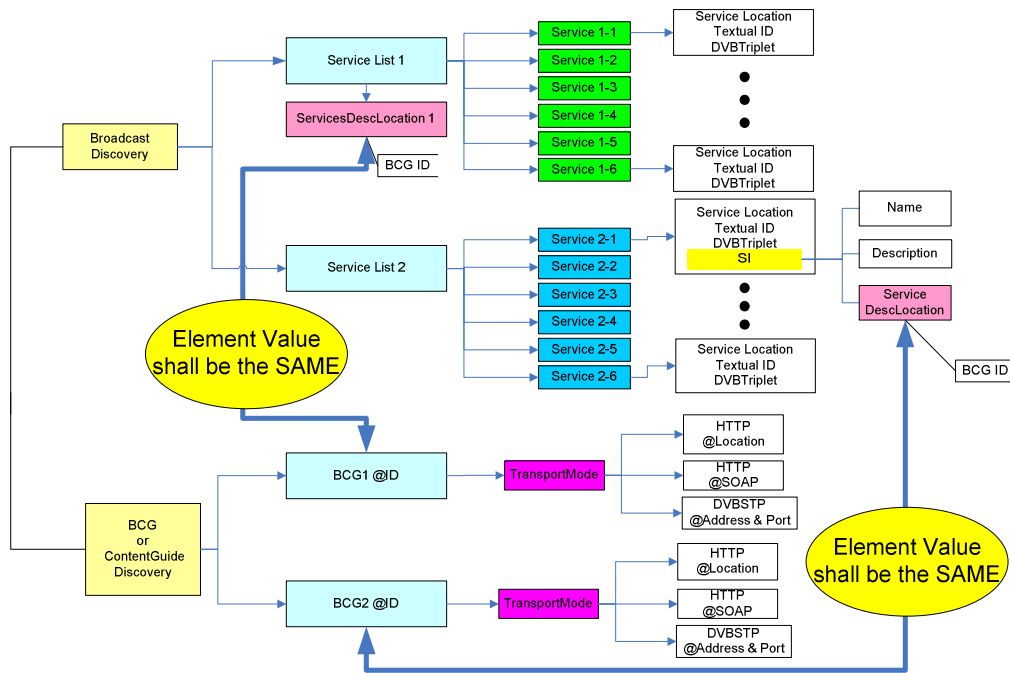 Broadcast
Discovery
Service List 1
ServicesDescLocation 1
BCG ID
Service 1-1
Service 1-2
Service 1-3
Service 1-4
Service 1-5
Service 1-6
Service Location
Textual ID
DVBTriplet
Service Location
Textual ID
DVBTriplet
Service List 2
Service 2-1
Service 2-2
Service 2-3
Service 2-4
Service 2-5
Service 2-6
Service Location
Textual ID
DVBTriplet
SI
Service Location
Textual ID
DVBTriplet
Name
Description
Service
DescLocation
BCG ID
Element Value
shall be the SAME
BCG
or
ContentGuide
Discovery
BCG1 @ID
TransportMode
HTTP
@Location
HTTP
@SOAP
DVBSTP
@Address & Port
BCG2 @ID
TransportMode
HTTP
@Location
HTTP
@SOAP
DVBSTP
@Address & Port
Element Value
shall be the SAME